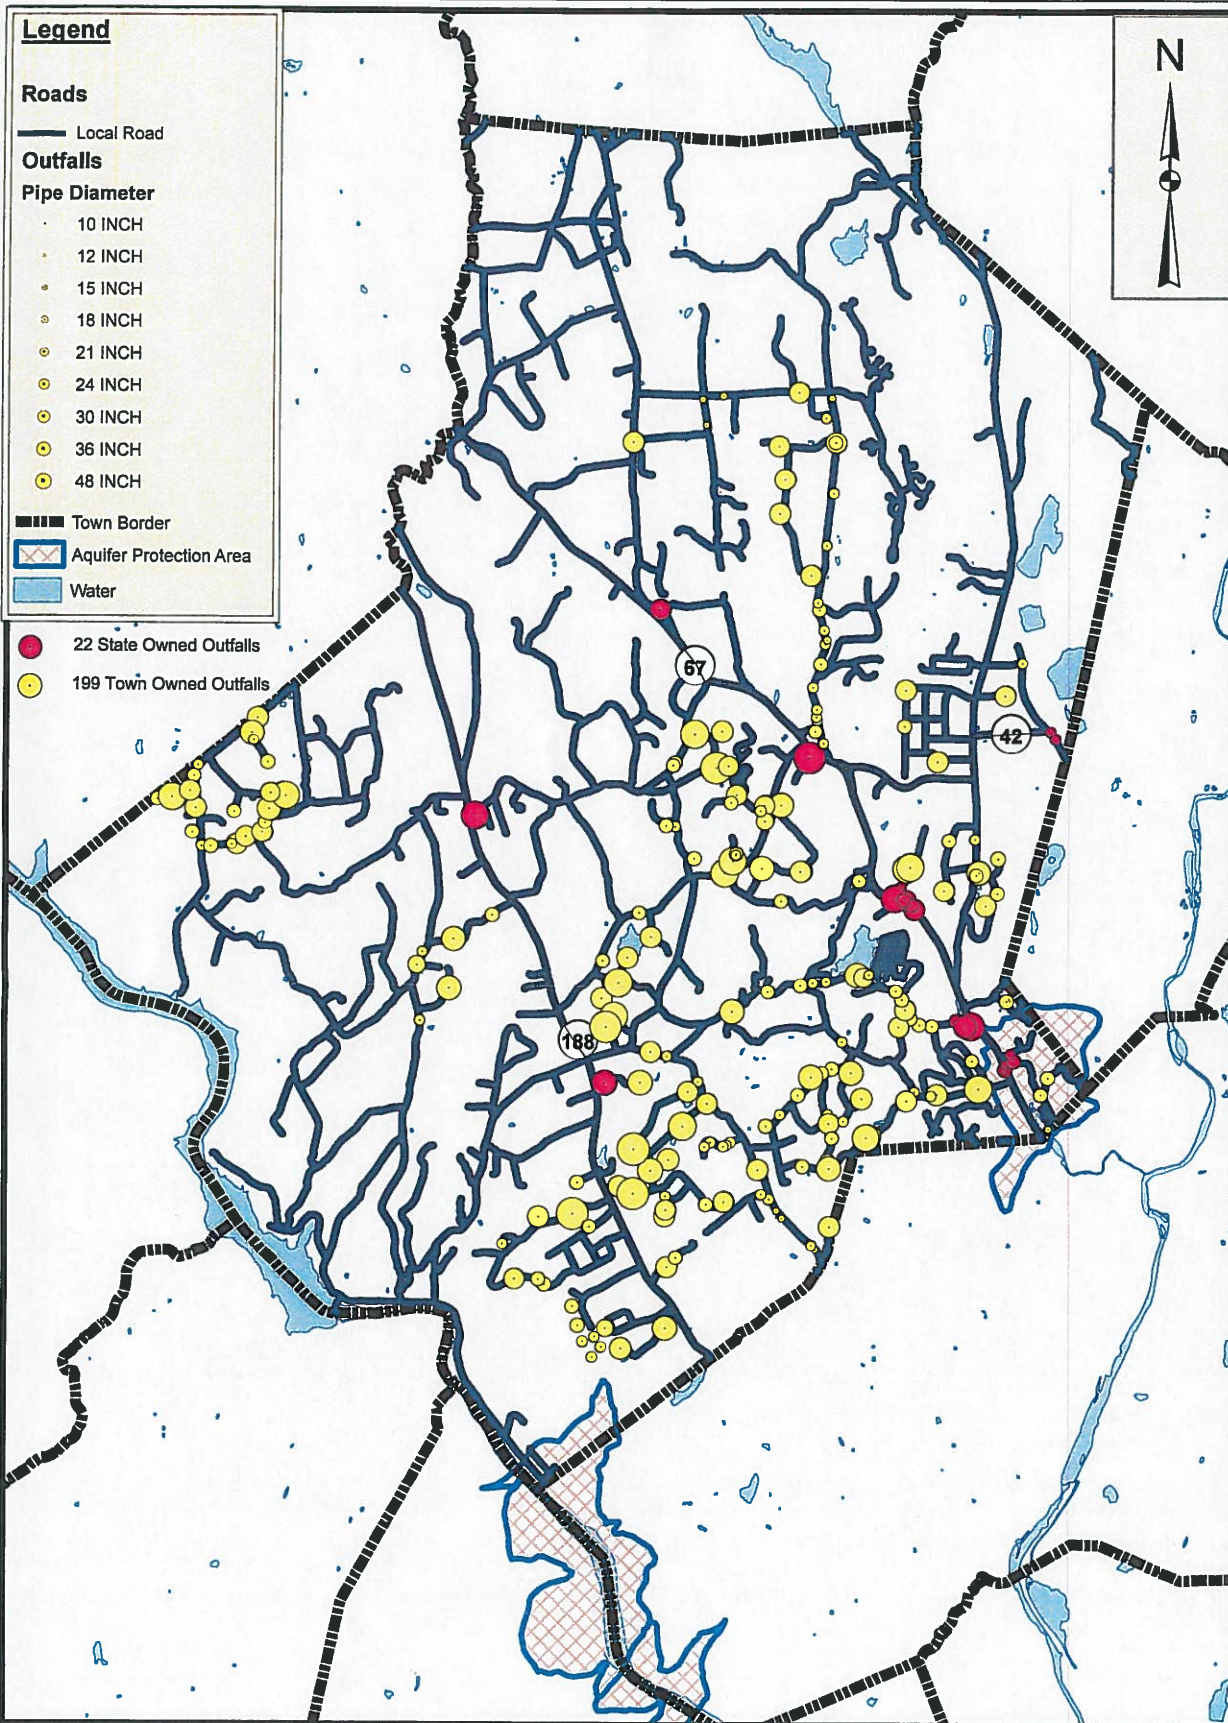 Legend
Roads
Local Road
Outfalls
Pipe Diameter
10 INCH
12 INCH
15 INCH
18 INCH
21 INCH
24 INCH
30 INCH
36 INCH
48 INCH
Town Border
Aquifer Protection Area
Water
22 State Owned Outfalls
199 Town Owned Outfalls
N
67
42
188